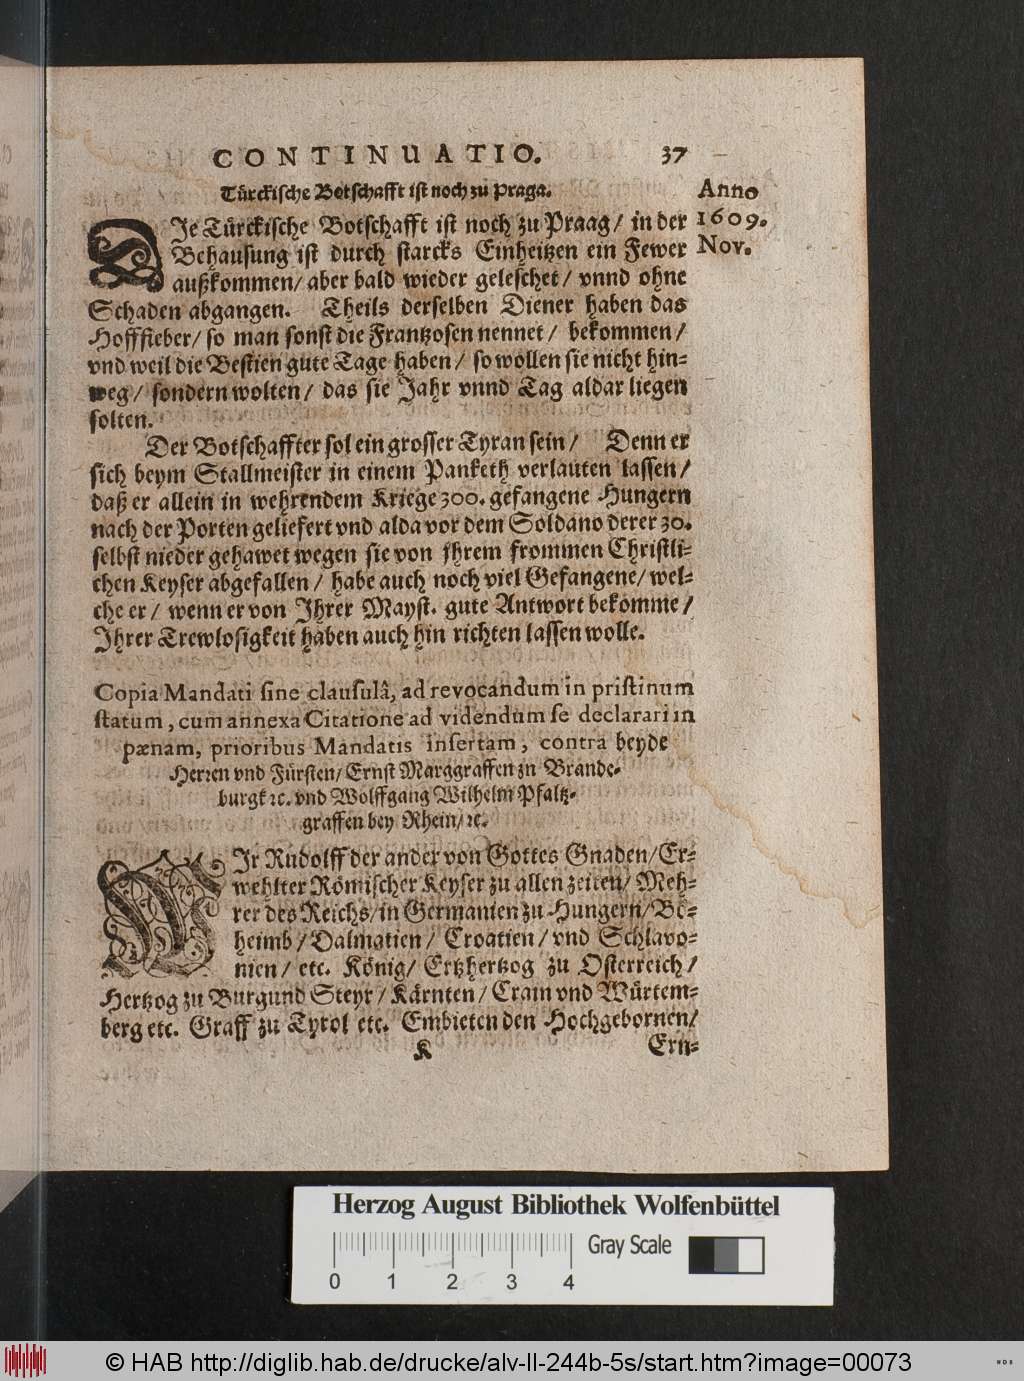 CONTINUATIO. 37
Türckische Botschafft ist noch zu Praga.
Anno
1609.
Nov.
DIe Türckische Botschafft ist noch zu Praag/ in der
Behausung ist durch starcks Einheitzen ein Fewer
außkommen/ aber bald wieder geleschet/ vnnd ohne
Schaden abgangen. Theils derselben Diener haben das
Hofffieber/ so man sonst die Frantzosen nennet/ bekommen/
vnd weil die Bestien gute Tage haben/ so wollen sie nicht hin-
weg/ sondern wolten/ das sie Jahr vnnd Tag aldar liegen
solten.
Der Botschaffter sol ein grosser Tyran sein/ Denn er
sich beym Stallmeister in einem Panketh verlauten lassen/
daß er allein in wehrendem Kriege 300. gefangene Hungern
nach der Porten geliefert vnd alda vor dem Soldano derer 30.
selbst nieder gehawet wegen sie von jhrem frommen Christli-
chen Keyser abgefallen/ habe auch noch viel Gefangene/ wel-
che er/ wenn er von Ihrer Mayst. gute Antwort bekomme/
Ihrer Trewlosigkeit haben auch hin richten lassen wolle.
Copia Mandati sine clausulâ, ad revocandum in pristinum
statum, cum annexa Citatione ad videndum se declarari in
pænam, prioribus Mandatis insertam, contra beyde
Herren vnd Fürsten/ Ernst Marggraffen zu Brande-
burgk ꝛc. vnd Wolffgang Wilhelm Pfaltz-
graffen bey Rhein/ ꝛc.
WIr Rudolff der ander von Gottes Gnaden/ Er-
wehlter Römischer Keyser zu allen zeiten/ Meh-
rer des Reichs/ in Germanien zu Hungern/ Bö-
heimb/ Dalmatien/ Croatien/ vnd Schlavo-
nien/ etc. König/ Ertzhertzog zu Osterreich/
Hertzog zu Burgund Steyr/ Kärnten/ Crain vnd Würtem-
berg etc. Graff zu Tyrol etc. Embieten den Hochgebornen/
K Ern-
Herzog August Bibliothek Wolfenbüttel
0 1 2 3 4 Gray Scale
© HAB http://diglib.hab.de/drucke/alv-ll-244b-5s/start.htm?image=00073